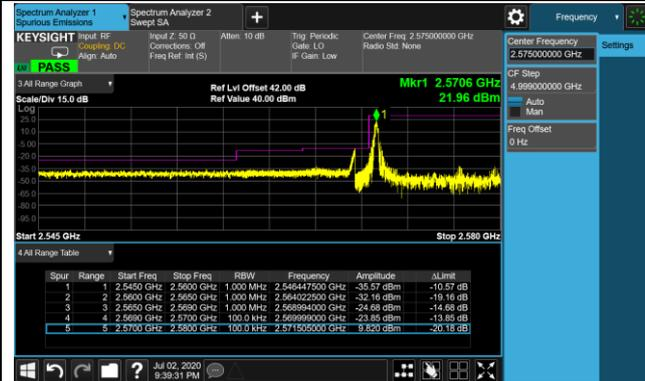 Spectrum Analyzer 1
Spurious Emissions
Spectrum Analyzer 2
Swept SA
Frequency
KEYSIGHT
Input: RF
Coupling: DC
Align: Auto
Input Z: 50 Ω
Corrections: Off
Freq Ref: Int (S)
Atten: 10 dB
Trig: Periodic
Gate: LO
IF Gain: Low
Center Freq: 2.575000000 GHz
Radio Std: None
PASS
3 All Range Graph
Scale/Div 15.0 dB
Ref Lvl Offset 42.00 dB
Ref Value 40.00 dBm
Mkr1 2.5706 GHz
21.96 dBm
Log
25.0
10.0
-5.00
-20.0
-35.0
-50.0
-65.0
-80.0
-95.0
1
Start 2.545 GHz
Stop 2.580 GHz
4 All Range Table
Spur Range Start Freq Stop Freq RBW Frequency Amplitude ΔLimit
1 1 2.5450 GHz 2.5600 GHz 1.000 MHz 2.546447500 GHz -35.57 dBm -10.57 dB
2 2 2.5600 GHz 2.5650 GHz 1.000 MHz 2.564022500 GHz -32.16 dBm -19.16 dB
3 3 2.5650 GHz 2.5690 GHz 1.000 MHz 2.568994000 GHz -24.68 dBm -14.68 dB
4 4 2.5690 GHz 2.5700 GHz 100.0 kHz 2.569999500 GHz -23.85 dBm -13.85 dB
5 5 2.5700 GHz 2.5800 GHz 100.0 kHz 2.571505000 GHz 9.820 dBm -20.18 dB
Center Frequency
2.575000000 GHz
Settings
CF Step
4.999000000 GHz
Auto
Man
Freq Offset
0 Hz
Jul 02, 2020
9:39:31 PM